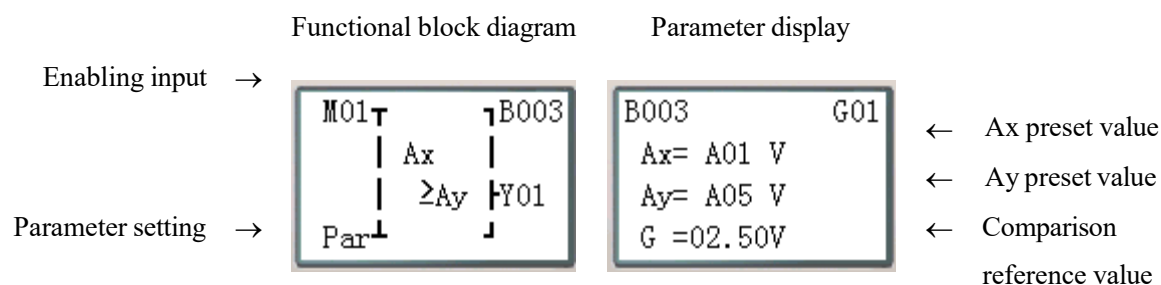 Functional block diagram Parameter display
Enabling input →
M01 B003
Ax
≥Ay Y01
Par
Parameter setting →
B003 G01
Ax= A01 V
Ay= A05 V
G =02.50V
← Ax preset value
← Ay preset value
← Comparison
reference value